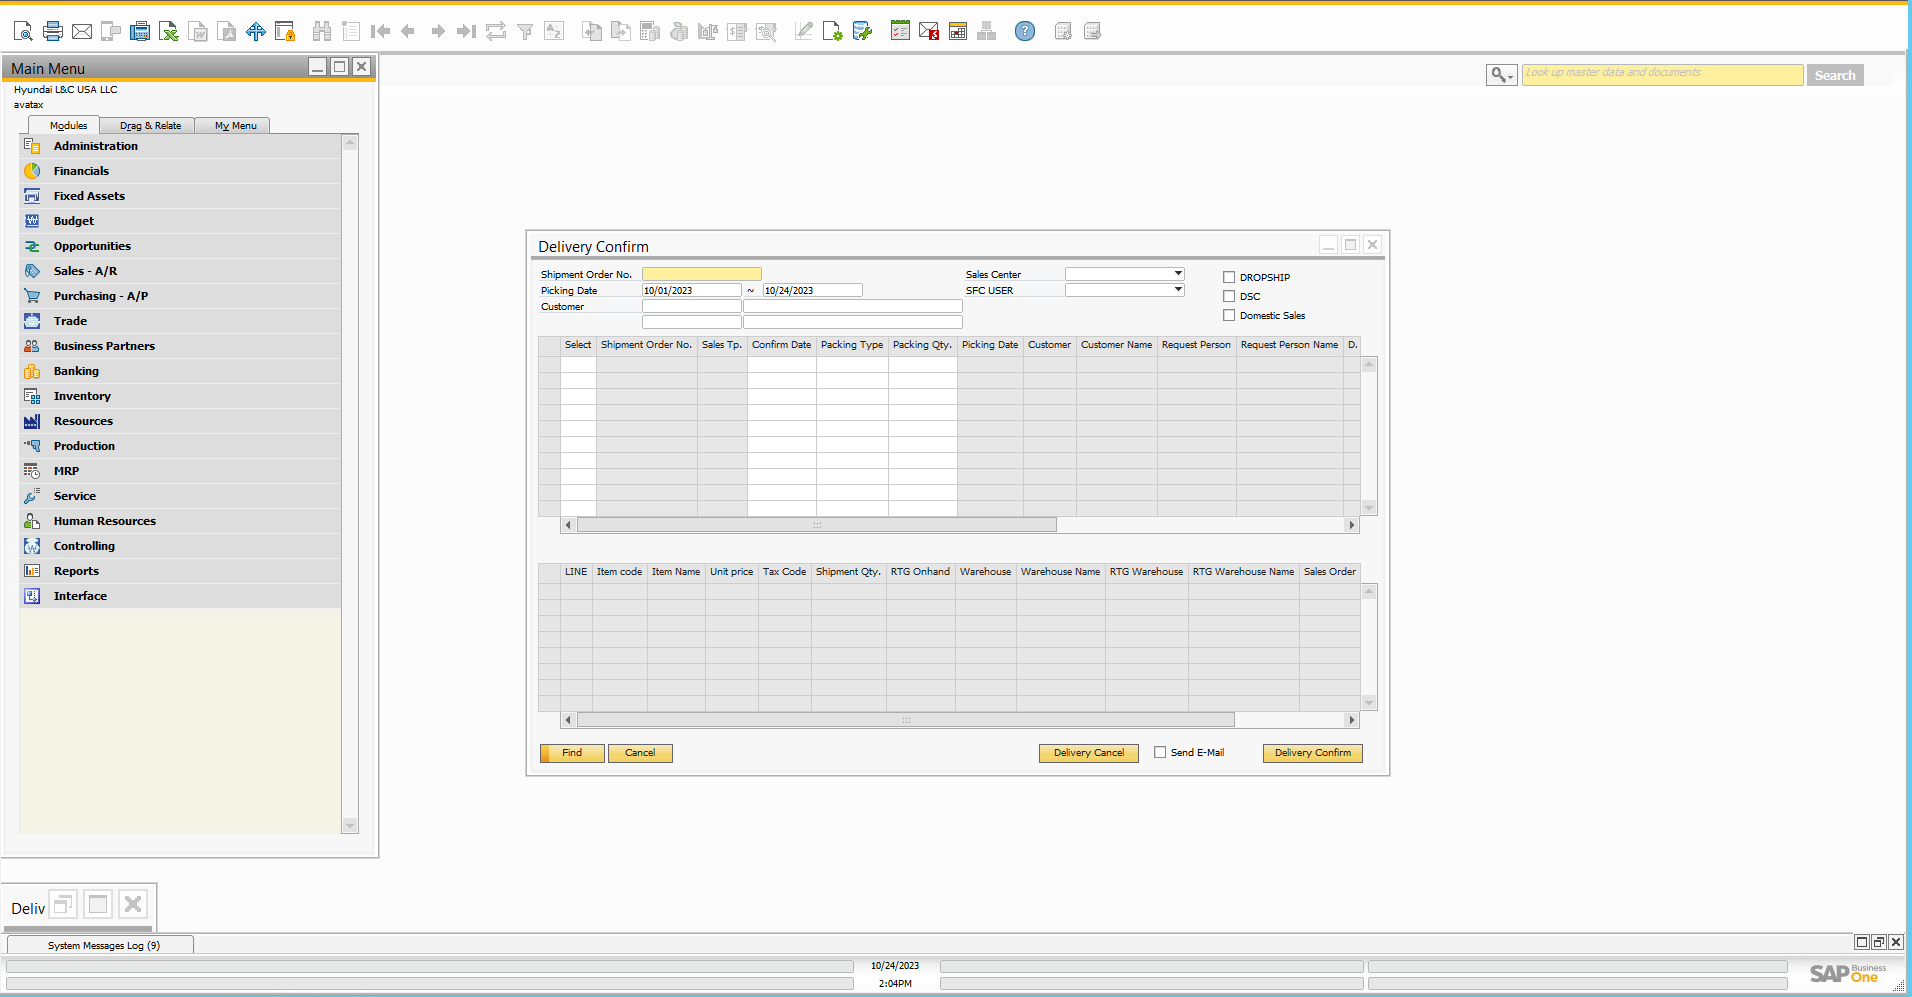 Main Menu
Hyundai L&C USA LLC
avatax
Modules
Drag & Relate
My Menu
Administration
Financials
Fixed Assets
Budget
Opportunities
Sales - A/R
Purchasing - A/P
Trade
Business Partners
Banking
Inventory
Resources
Production
MRP
Service
Human Resources
Controlling
Reports
Interface
Look up master data and documents
Search
Delivery Confirm
Shipment Order No.
Sales Center
DROPSHIP
Picking Date 10/01/2023 ~ 10/24/2023
SFC USER
DSC
Customer
Domestic Sales
Select Shipment Order No. Sales Tp. Confirm Date Packing Type Packing Qty. Picking Date Customer Customer Name Request Person Request Person Name D.
LINE Item code Item Name Unit price Tax Code Shipment Qty. RTG Onhand Warehouse Warehouse Name RTG Warehouse RTG Warehouse Name Sales Order
Find
Cancel
Delivery Cancel
Send E-Mail
Delivery Confirm
Deliv
System Messages Log (9)
10/24/2023
2:04PM
SAP Business One